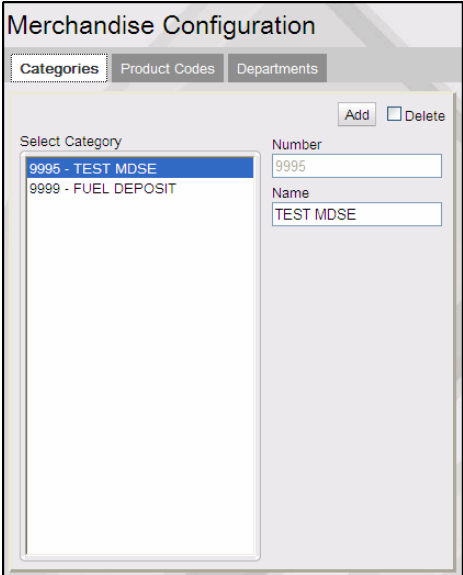 Merchandise Configuration
Categories Product Codes Departments
Add Delete
Select Category
9995 - TEST MDSE
9999 - FUEL DEPOSIT
Number
9995
Name
TEST MDSE